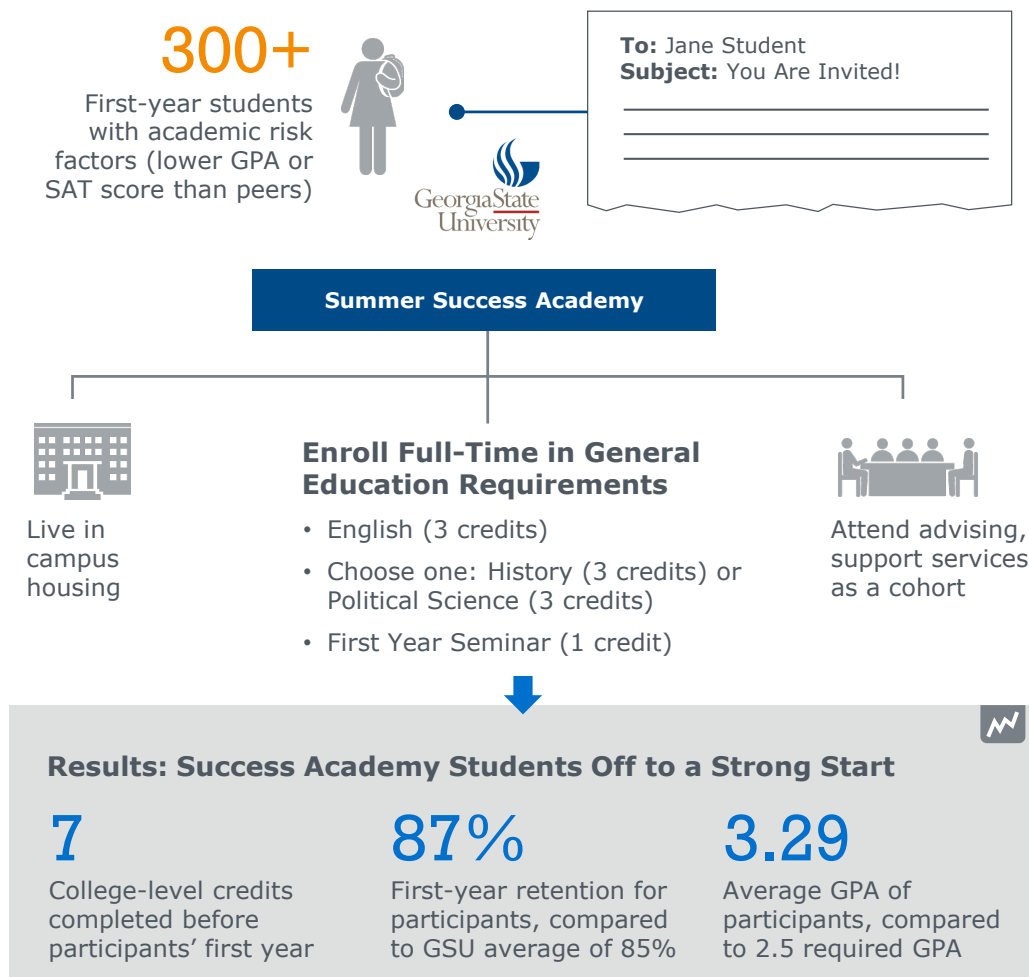 300+
First-year students
with academic risk
factors (lower GPA or
SAT score than peers)
To: Jane Student
Subject: You Are Invited!
GeorgiaState
University
Summer Success Academy
Live in
campus
housing
Enroll Full-Time in General
Education Requirements
• English (3 credits)
• Choose one: History (3 credits) or
Political Science (3 credits)
• First Year Seminar (1 credit)
Attend advising,
support services
as a cohort
Results: Success Academy Students Off to a Strong Start
7
College-level credits
completed before
participants’ first year
87%
First-year retention for
participants, compared
to GSU average of 85%
3.29
Average GPA of
participants, compared
to 2.5 required GPA